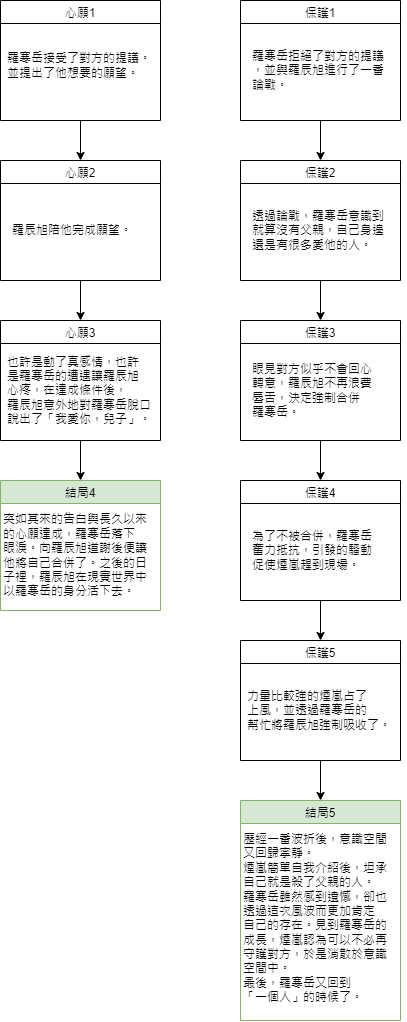 心願1
羅寒岳接受了對方的提議。
並提出了他想要的願望。
心願2
羅辰旭陪他完成願望。
心願3
也許是動了真感情，也許
是羅寒岳的遭遇讓羅辰旭
心疼，在達成條件後，
羅辰旭意外地對羅寒岳脫口
說出了「我愛你，兒子」。
結局4
突如其來的告白與長久以來
的心願達成，羅寒岳落下
眼淚。向羅辰旭道謝後便讓
他將自己合併了。之後的日
子裡，羅辰旭在現實世界中
以羅寒岳的身分活下去。
保護1
羅寒岳拒絕了對方的提議
，並與羅辰旭進行了一番
論戰。
保護2
透過論戰，羅寒岳意識到
就算沒有父親，自己身邊
還是有很多愛他的人。
保護3
眼見對方似乎不會回心
轉意，羅辰旭不再浪費
唇舌，決定強制合併
羅寒岳。
保護4
為了不被合併，羅寒岳
奮力抵抗，引發的騷動
促使煙嵐趕到現場。
保護5
力量比較強的煙嵐占了
上風，並透過羅寒岳的
幫忙將羅辰旭強制吸收了。
結局5
歷經一番波折後，意識空間
又回歸寧靜。
煙嵐簡單自我介紹後，坦承
自己就是殺了父親的人。
羅寒岳雖然感到遺憾，卻也
透過這次風波而更加肯定
自己的存在。見到羅寒岳的
成長，煙嵐認為可以不必再
守護對方，於是消散於意識
空間中。
最後，羅寒岳又回到
「一個人」的時候了。